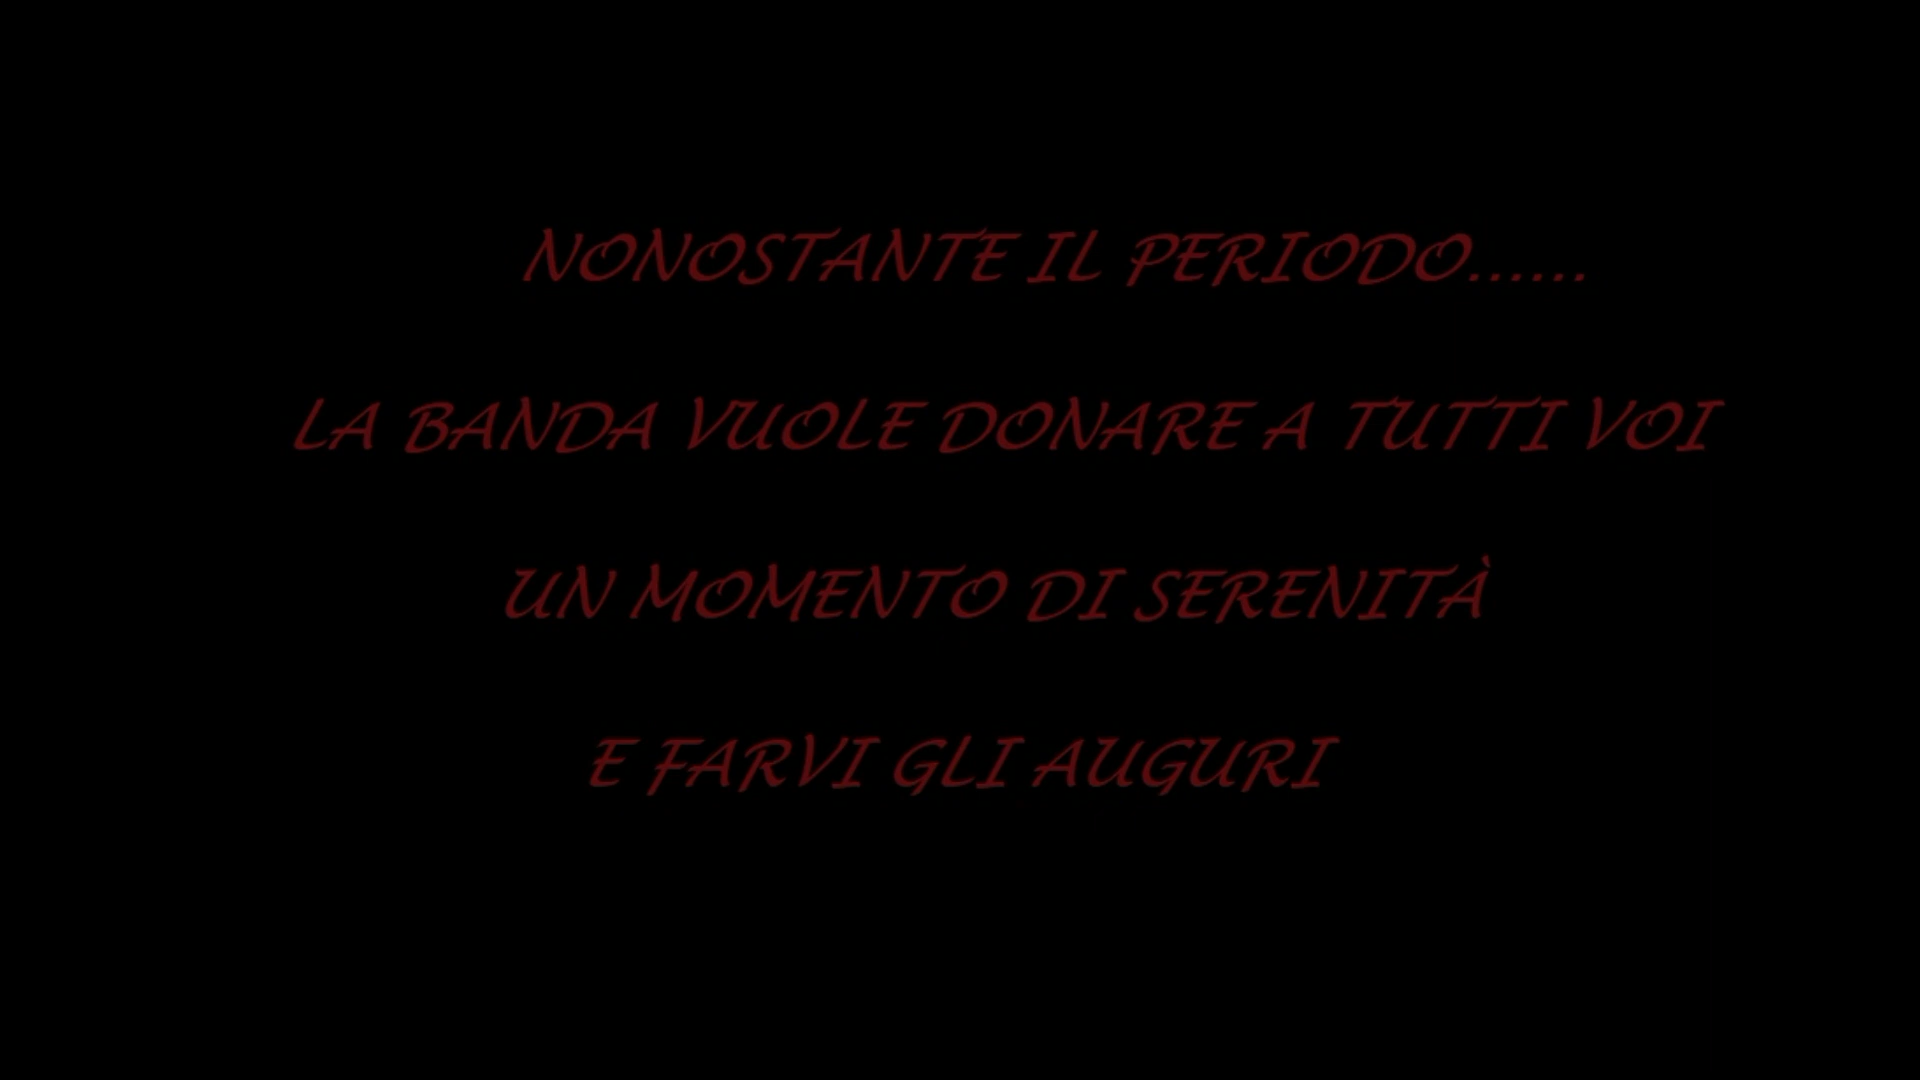 NONOSTANTE IL PERIODO......
LA BANDA VUOLE DONARE A TUTTI VOI
UN MOMENTO DI SERENITÀ
E FARVI GLI AUGURI